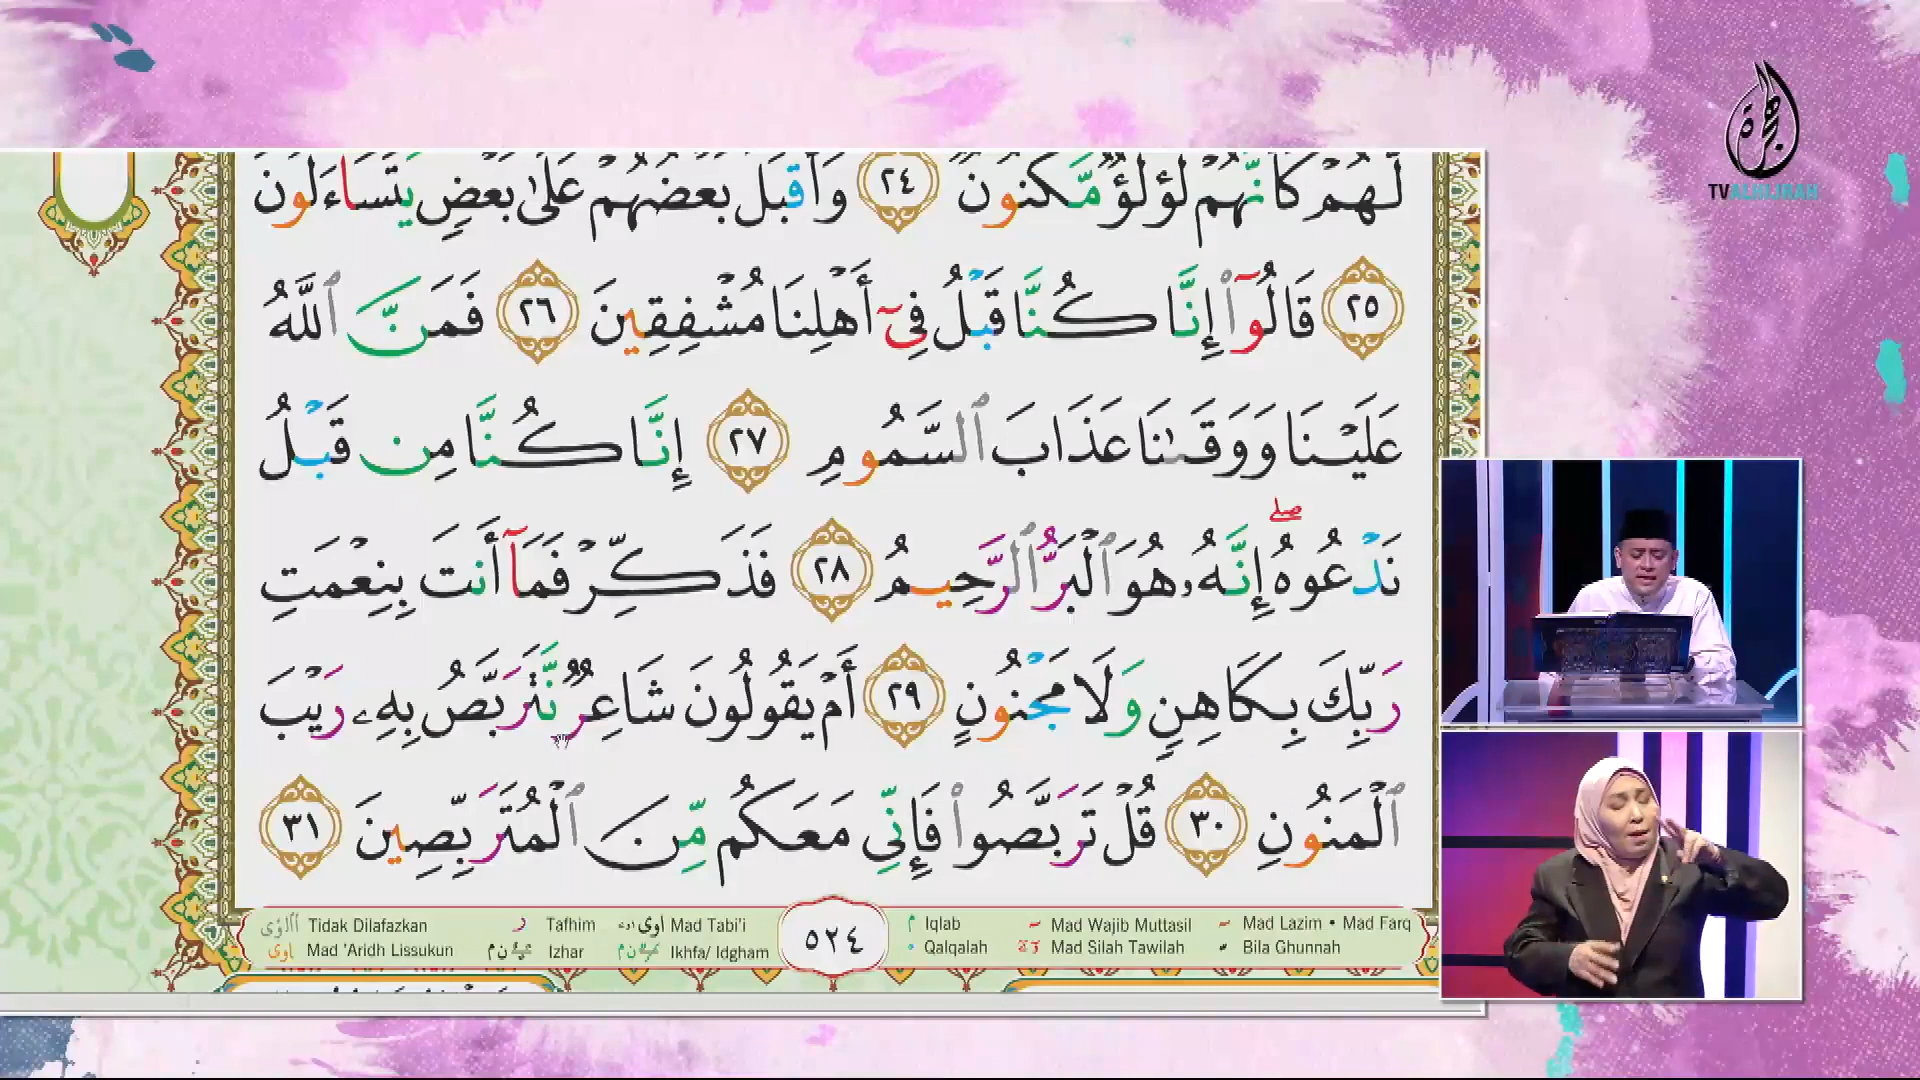 لَّهُمْ كَأَنَّهُمْ لُؤْلُؤٌ مَّكْنُونٌ ٢٤ وَأَقْبَلَ بَعْضُهُمْ عَلَىٰ بَعْضٍ يَتَسَآءَلُونَ
٢٥ قَالُوٓا۟ إِنَّا كُنَّا قَبْلُ فِىٓ أَهْلِنَا مُشْفِقِينَ ٢٦ فَمَنَّ ٱللَّهُ
عَلَيْنَا وَوَقَىٰنَا عَذَابَ ٱلسَّمُومِ ٢٧ إِنَّا كُنَّا مِن قَبْلُ
نَدْعُوهُ ۖ إِنَّهُۥ هُوَ ٱلْبَرُّ ٱلرَّحِيمُ ٢٨ فَذَكِّرْ فَمَآ أَنتَ بِنِعْمَتِ
رَبِّكَ بِكَاهِنٍ وَلَا مَجْنُونٍ ٢٩ أَمْ يَقُولُونَ شَاعِرٌ نَّتَرَبَّصُ بِهِۦ رَيْبَ
ٱلْمَنُونِ ٣٠ قُلْ تَرَبَّصُوا۟ فَإِنِّى مَعَكُم مِّنَ ٱلْمُتَرَبِّصِينَ ٣١
Tidak Dilafazkan Tafhim Mad Tabi'i Iqlab Mad Wajib Muttasil Mad Lazim • Mad Farq
Mad 'Aridh Lissukun Izhar Ikhfa/ Idgham Qalqalah Mad Silah Tawilah Bila Ghunnah
٥٢٤
TVALHIJRAH